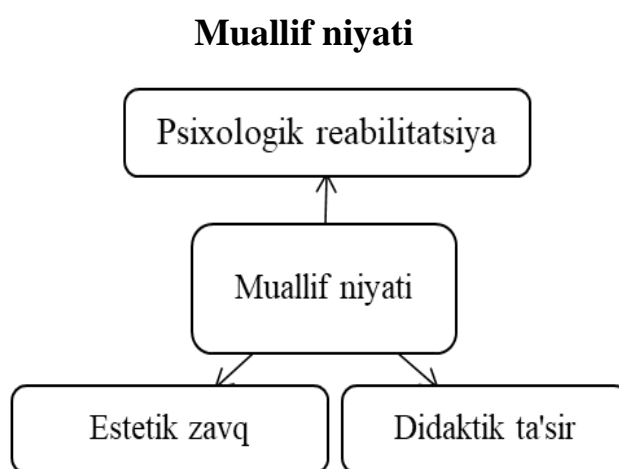 Muallif niyati
Psixologik reabilitatsiya
Muallif niyati
Estetik zavq
Didaktik ta'sir